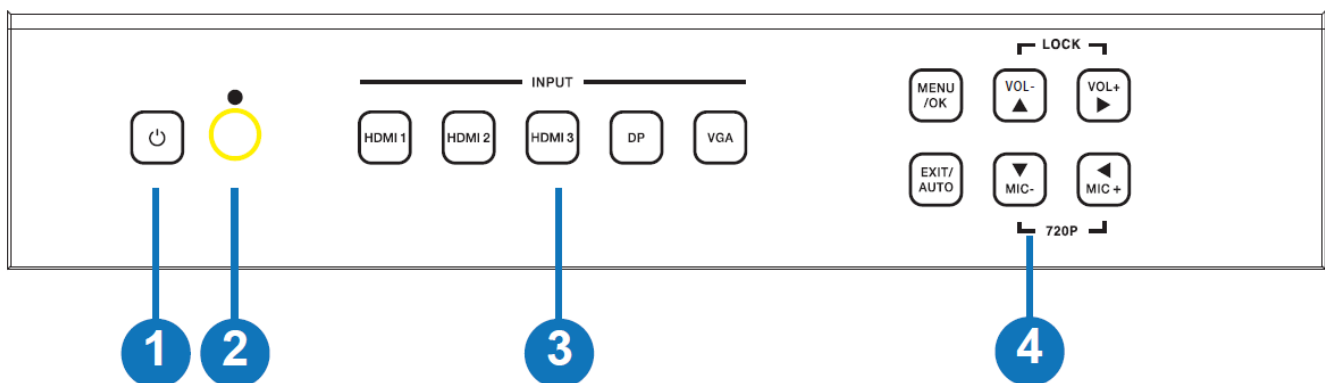 LOCK
INPUT
MENU
/OK
VOL-
VOL+
HDMI 1
HDMI 2
HDMI 3
DP
VGA
EXIT/
AUTO
MIC-
MIC +
720P
1
2
3
4